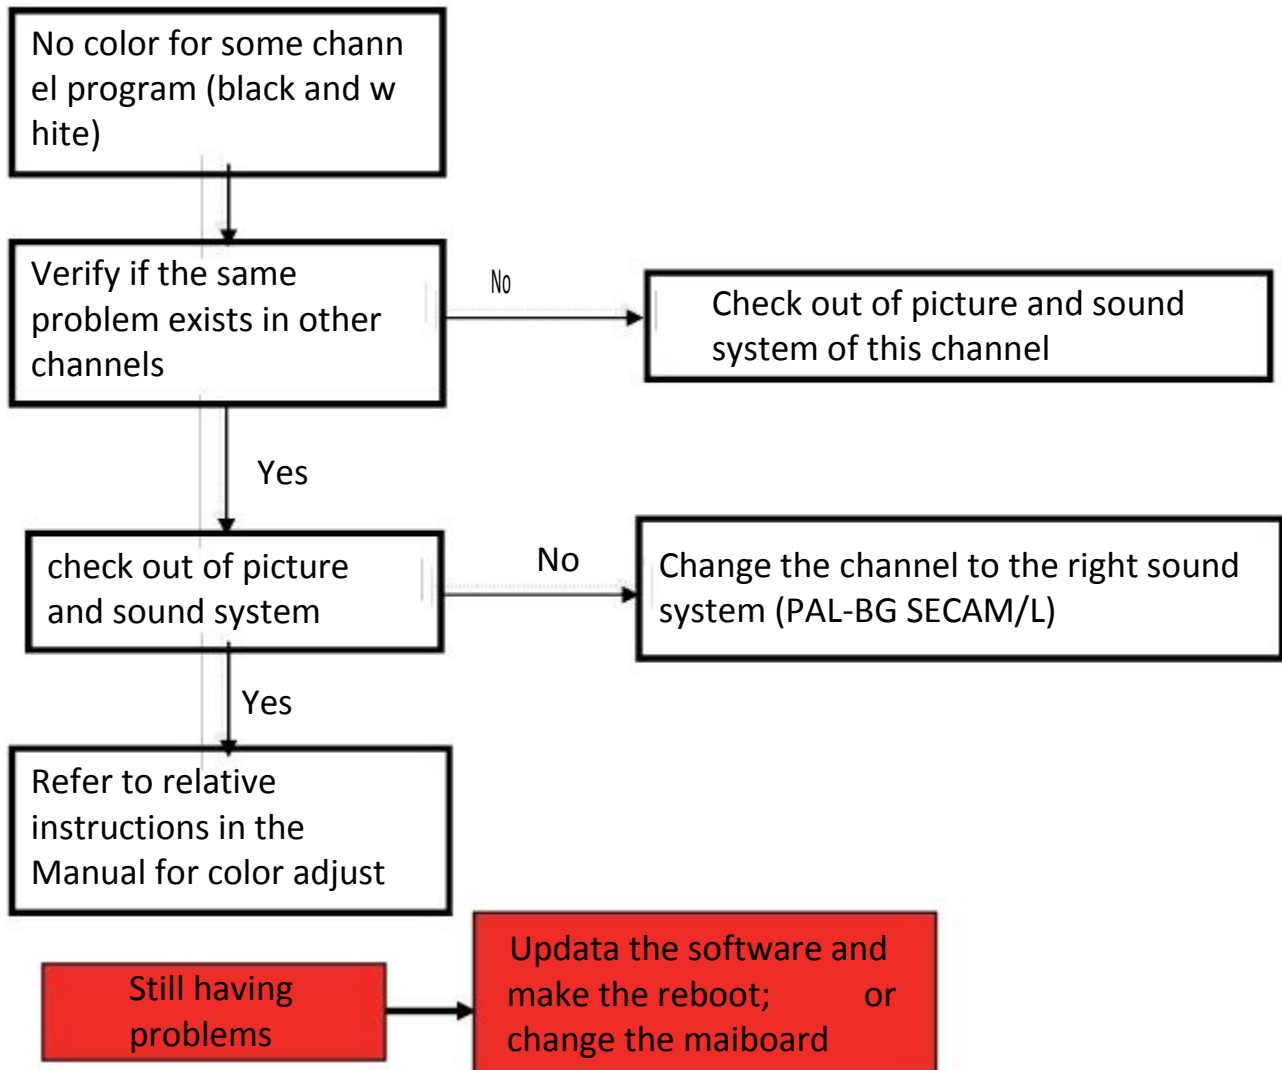 No color for some chann
el program (black and w
hite)
Verify if the same
problem exists in other
channels
No
Check out of picture and sound
system of this channel
Yes
check out of picture
and sound system
No
Change the channel to the right sound
system (PAL-BG SECAM/L)
Yes
Refer to relative
instructions in the
Manual for color adjust
Still having
problems
Updata the software and
make the reboot; or
change the maiboard